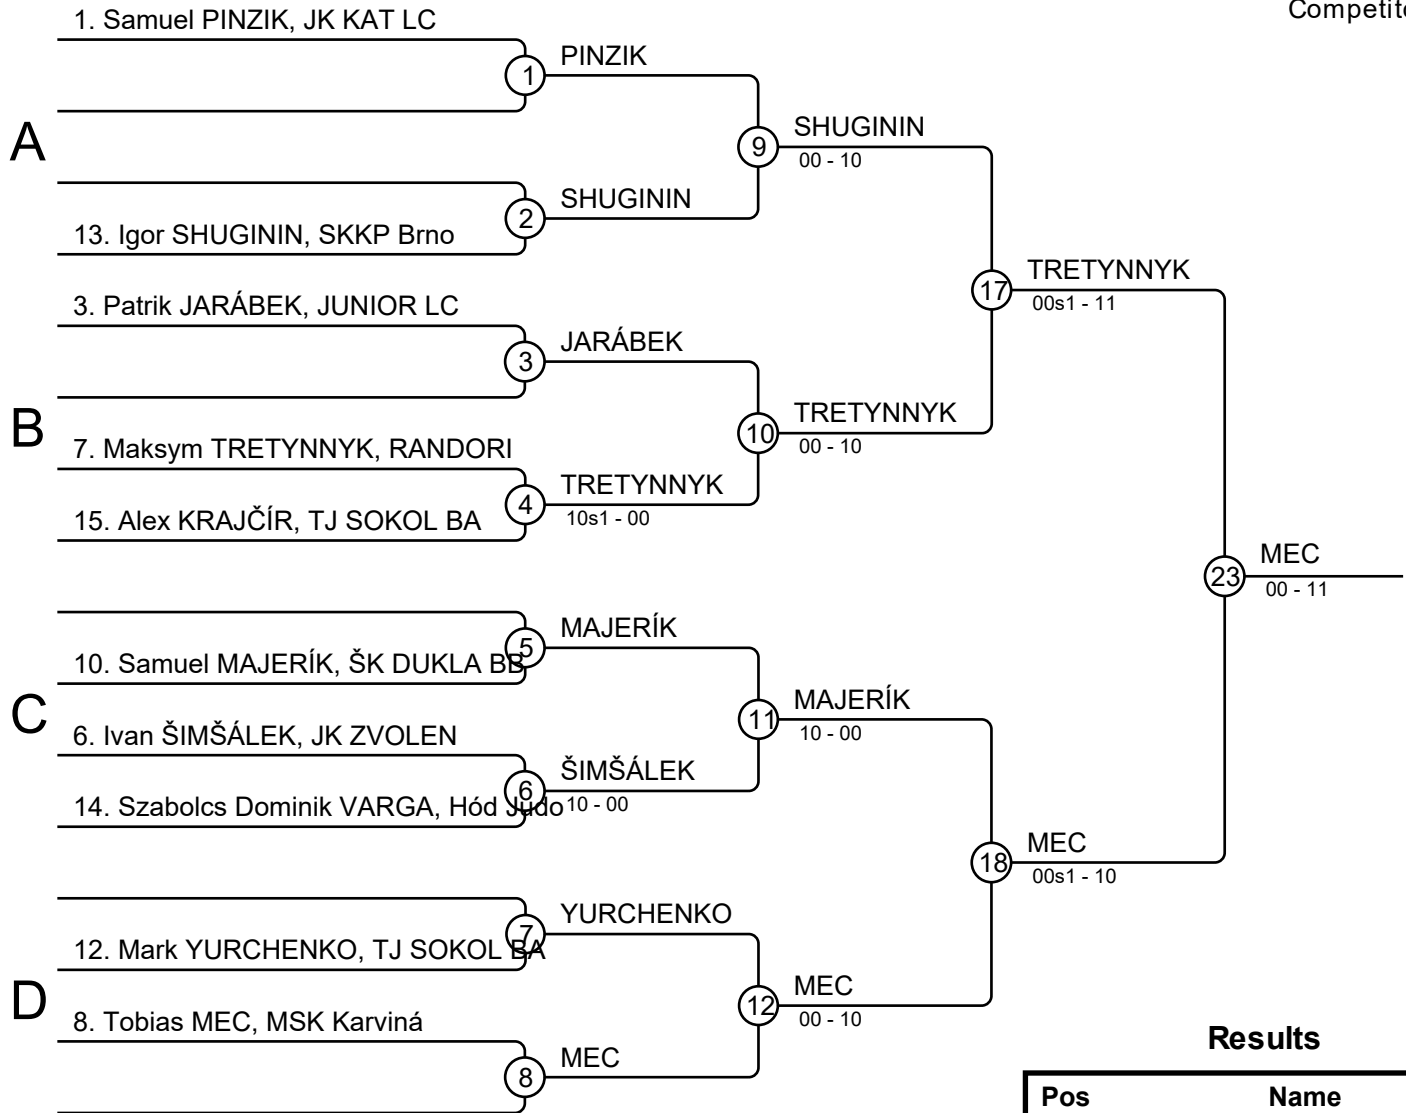 Competit
1. Samuel PINZIK, JK KAT LC
1
PINZIK
A
9
SHUGININ
00 - 10
2
SHUGININ
13. Igor SHUGININ, SKKP Brno
17
TRETYNNYK
00s1 - 11
3. Patrik JARÁBEK, JUNIOR LC
3
JARÁBEK
B
10
TRETYNNYK
00 - 10
7. Maksym TRETYNNYK, RANDORI
4
TRETYNNYK
10s1 - 00
15. Alex KRAJČÍR, TJ SOKOL BA
23
MEC
00 - 11
5
MAJERÍK
10. Samuel MAJERÍK, ŠK DUKLA BB
C
11
MAJERÍK
10 - 00
6. Ivan ŠIMŠÁLEK, JK ZVOLEN
6
ŠIMŠÁLEK
10 - 00
14. Szabolcs Dominik VARGA, Hód Judo
18
MEC
00s1 - 10
7
YURCHENKO
12. Mark YURCHENKO, TJ SOKOL BA
D
12
MEC
00 - 10
8. Tobias MEC, MSK Karviná
8
MEC
Results
Pos Name